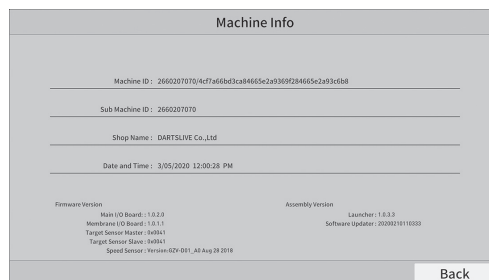 Machine Info
Machine ID : 2660207070/4cf7a66bd3ca84665e2a9369f284665e2a93c6b8
Sub Machine ID : 2660207070
Shop Name : DARTSLIVE Co.,Ltd
Date and Time : 3/05/2020 12:00:28 PM
Firmware Version
Main I/O Board: : 1.0.2.0
Membrane I/O Board: : 1.0.1.1
Target Sensor Master : 0x0041
Target Sensor Slave : 0x0041
Speed Sensor : Version:GZV-D01_A0 Aug 28 2018
Assembly Version
Launcher : 1.0.3.3
Software Updater : 20200210110333
Back